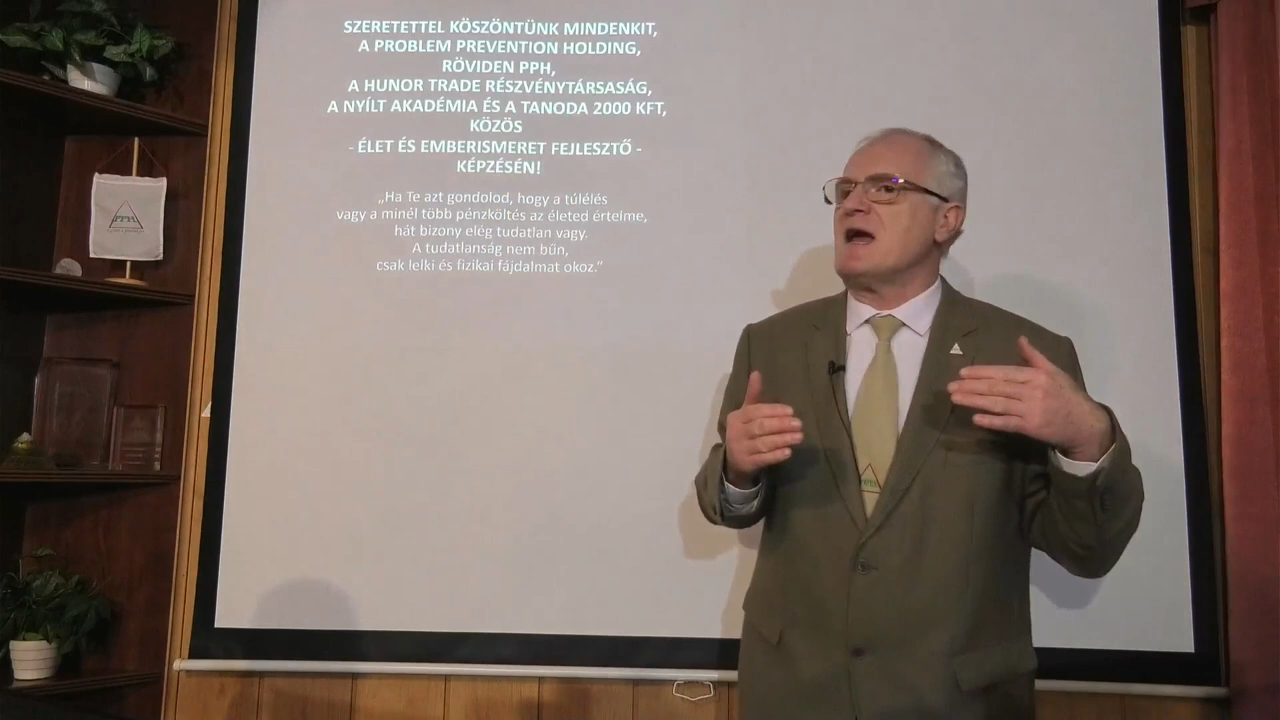 SZERETETTEL KÖSZÖNTÜNK MINDENKIT,
A PROBLEM PREVENTION HOLDING,
RÖVIDEN PPH,
A HUNOR TRADE RÉSZVÉNYTÁRSASÁG,
A NYÍLT AKADÉMIA ÉS A TANODA 2000 KFT,
KÖZÖS
- ÉLET ÉS EMBERISMERET FEJLESZTŐ -
KÉPZÉSÉN!
„Ha Te azt gondolod, hogy a túlélés
vagy a minél több pénzköltés az életed értelme,
hát bizony elég tudatlan vagy.
A tudatlanság nem bűn,
csak lelki és fizikai fájdalmat okoz.”
PPH